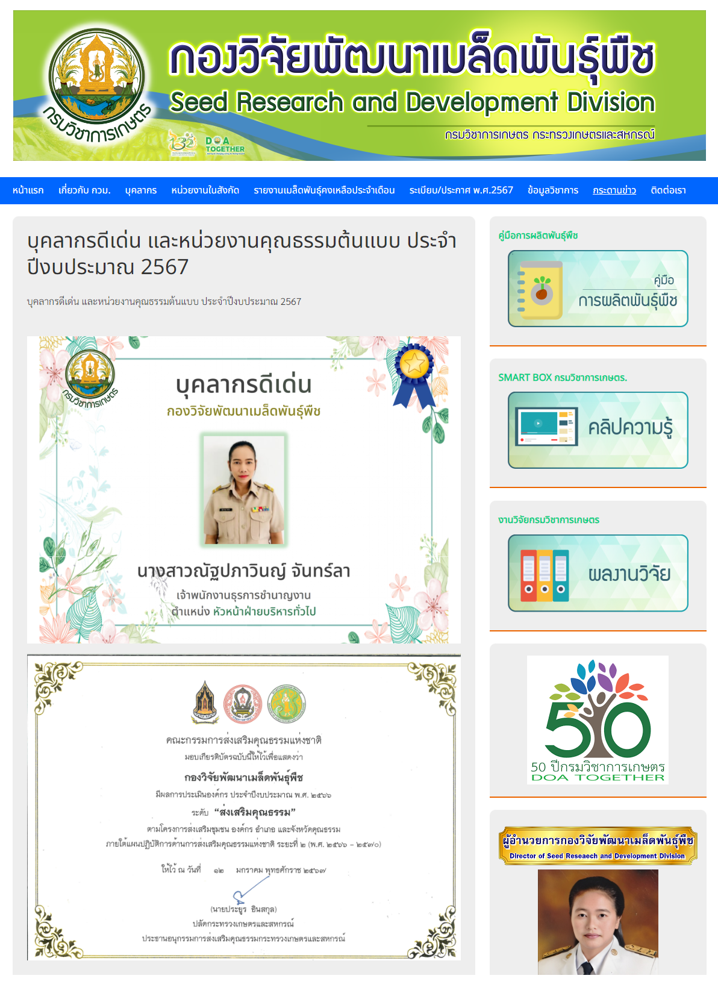 กองวิจัยพัฒนาเมล็ดพันธุ์พืช
Seed Research and Development Division
กรมวิชาการเกษตร กระทรวงเกษตรและสหกรณ์
กรมวิชาการเกษตร
132
DOA
TOGETHER
หน้าแรก เกี่ยวกับ กวม. บุคลากร หน่วยงานในสังกัด รายงานเมล็ดพันธุ์คงเหลือประจำเดือน ระเบียบ/ประกาศ พ.ศ.2567 ข้อมูลวิชาการ กระดานข่าว ติดต่อเรา
บุคลากรดีเด่น และหน่วยงานคุณธรรมต้นแบบ ประจำ
ปีงบประมาณ 2567
บุคลากรดีเด่น และหน่วยงานคุณธรรมต้นแบบ ประจำปีงบประมาณ 2567
กรมวิชาการเกษตร
บุคลากรดีเด่น
กองวิจัยพัฒนาเมล็ดพันธุ์พืช
นางสาวณัฐปภาวินญ์ จันทร์ลา
เจ้าพนักงานธุรการชำนาญงาน
ตำแหน่ง หัวหน้าฝ่ายบริหารทั่วไป
คณะกรรมการส่งเสริมคุณธรรมแห่งชาติ
มอบเกียรติบัตรฉบับนี้ให้ไว้เพื่อแสดงว่า
กองวิจัยพัฒนาเมล็ดพันธุ์พืช
มีผลการประเมินองค์กร ประจำปีงบประมาณ พ.ศ. ๒๕๖๖
ระดับ “ส่งเสริมคุณธรรม”
ตามโครงการส่งเสริมชุมชน องค์กร อำเภอ และจังหวัดคุณธรรม
ภายใต้แผนปฏิบัติการด้านการส่งเสริมคุณธรรมแห่งชาติ ระยะที่ ๒ (พ.ศ. ๒๕๖๖ – ๒๕๗๐)
ให้ไว้ ณ วันที่ ๑๒ มกราคม พุทธศักราช ๒๕๖๗
(นายประยูร อินสกุล)
ปลัดกระทรวงเกษตรและสหกรณ์
ประธานอนุกรรมการส่งเสริมคุณธรรมกระทรวงเกษตรและสหกรณ์
คู่มือการผลิตพันธุ์พืช
คู่มือ
การผลิตพันธุ์พืช
SMART BOX กรมวิชาการเกษตร.
คลิปความรู้
งานวิจัยกรมวิชาการเกษตร
ผลงานวิจัย
50
50 ปีกรมวิชาการเกษตร
DOA TOGETHER
ผู้อำนวยการกองวิจัยพัฒนาเมล็ดพันธุ์พืช
Director of Seed Reseaech and Development Division